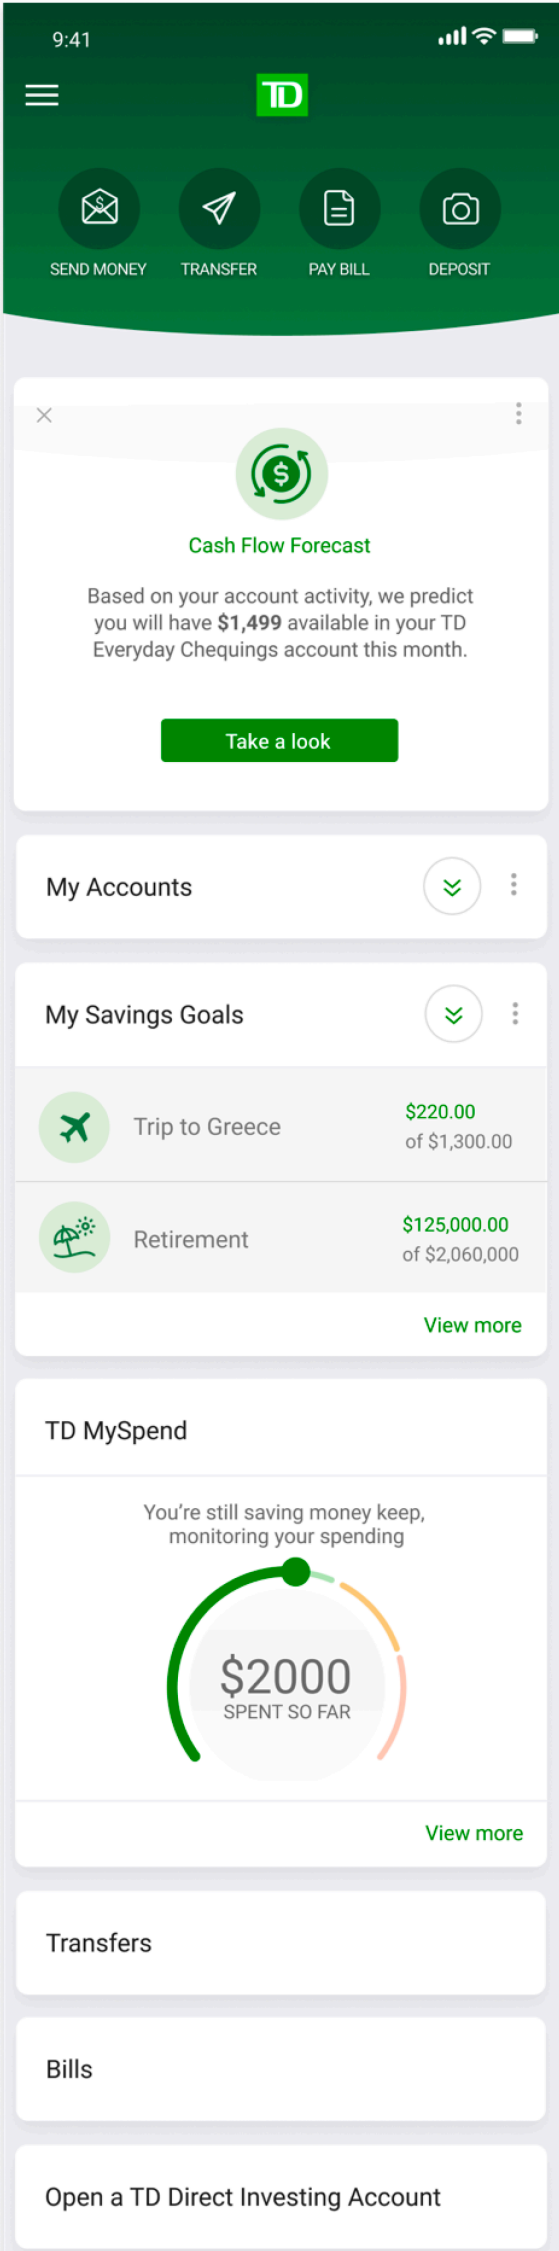 9:41
TD
SEND MONEY
TRANSFER
PAY BILL
DEPOSIT
Cash Flow Forecast
Based on your account activity, we predict
you will have $1,499 available in your TD
Everyday Chequings account this month.
Take a look
My Accounts
My Savings Goals
Trip to Greece
$220.00
of $1,300.00
Retirement
$125,000.00
of $2,060,000
View more
TD MySpend
You're still saving money keep,
monitoring your spending
$2000
SPENT SO FAR
View more
Transfers
Bills
Open a TD Direct Investing Account